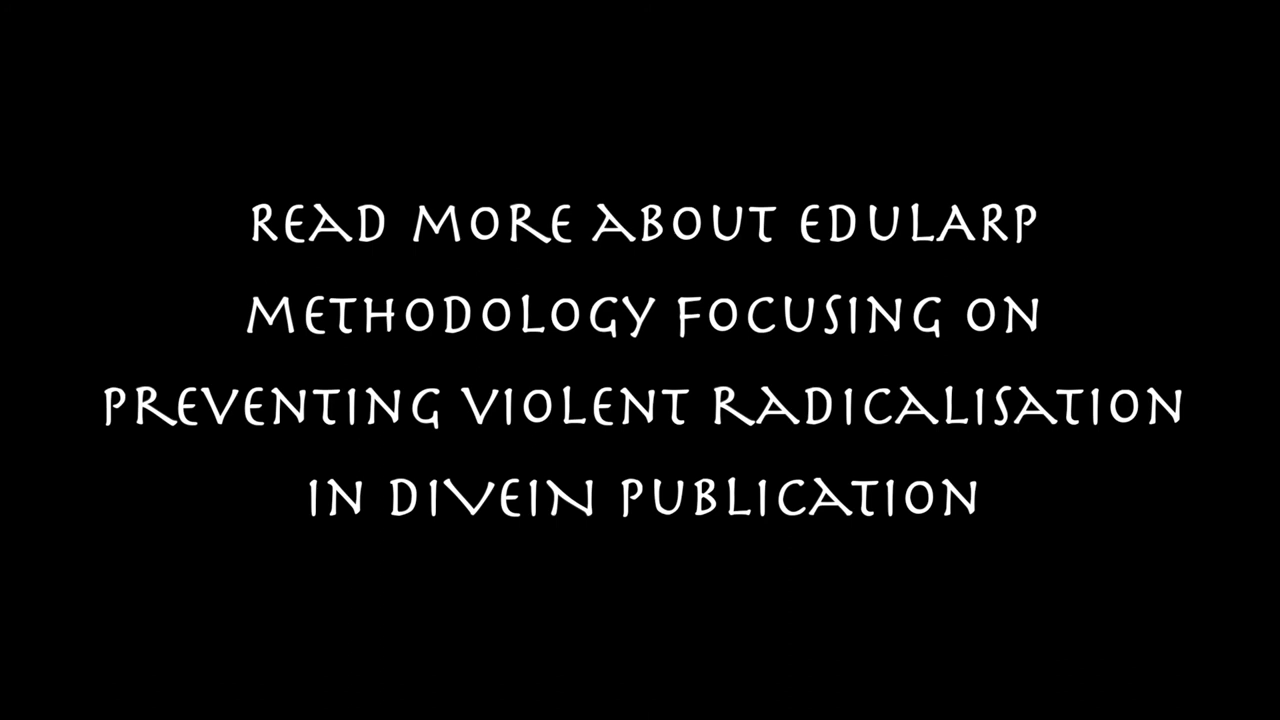 READ MORE ABOUT EDULARP
METHODOLOGY FOCUSING ON
PREVENTING VIOLENT RADICALISATION
IN DIVEIN PUBLICATION